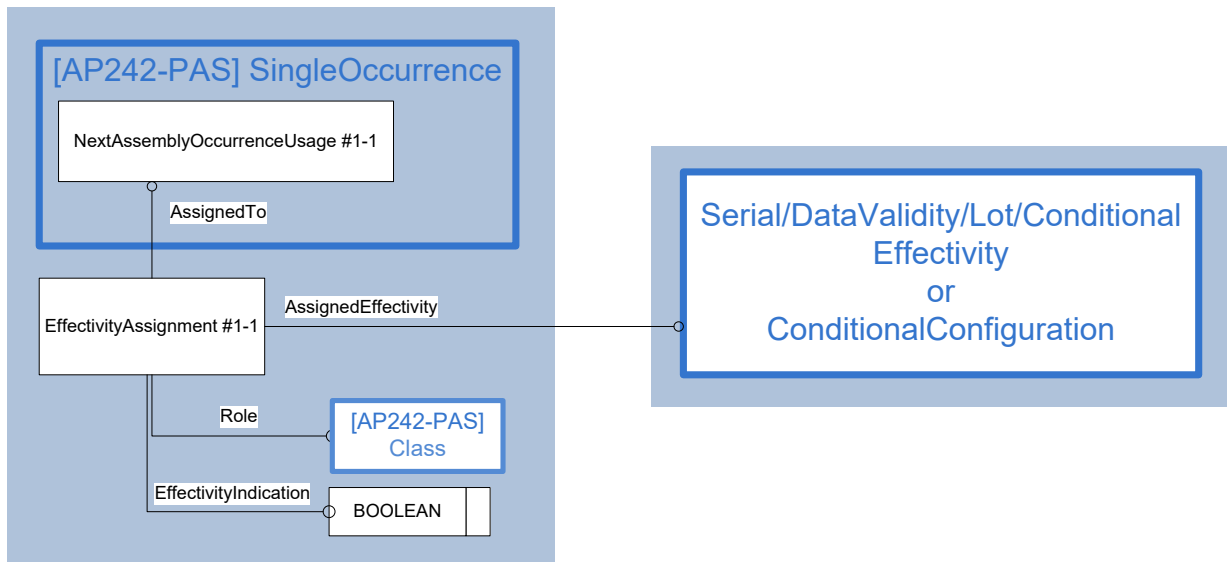 [AP242-PAS] SingleOccurrence
NextAssemblyOccurrenceUsage #1-1
AssignedTo
EffectivityAssignment #1-1
AssignedEffectivity
Serial/DataValidity/Lot/Conditional
Effectivity
or
ConditionalConfiguration
Role
[AP242-PAS]
Class
EffectivityIndication
BOOLEAN